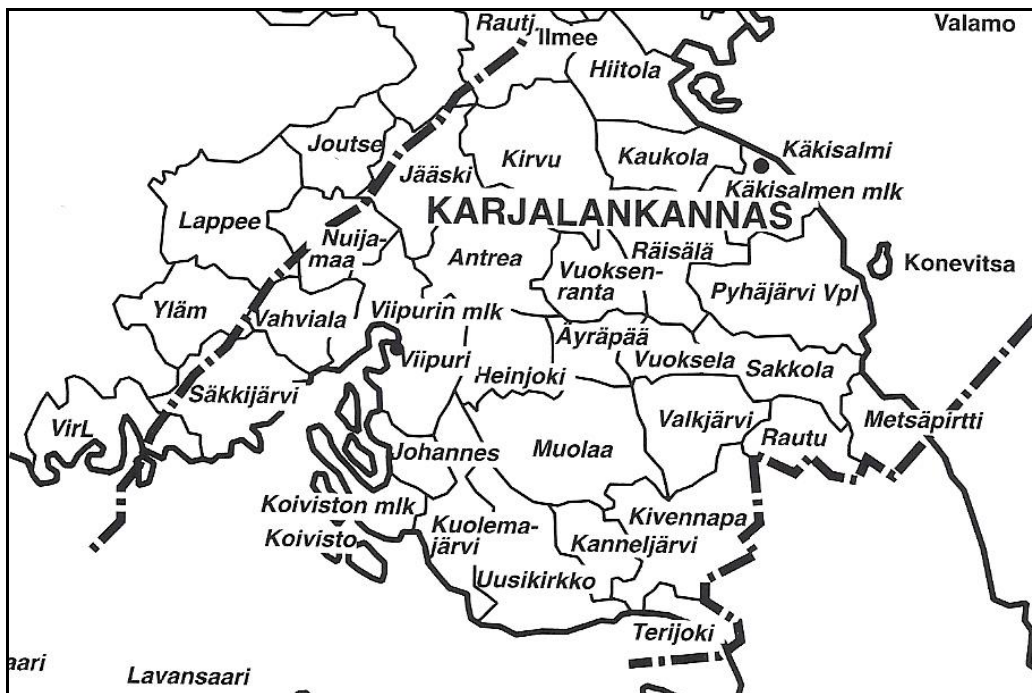 Rautj.
Ilmee
Valamo
Hiitola
Joutse
Jääski
Kirvu
Kaukola
Käkisalmi
Käkisalmen mlk
Lappee
KARJALANKANNAS
Nuija-
maa
Antrea
Vuoksen-
ranta
Räisälä
Konevitsa
Pyhäjärvi Vpl
Yläm
Vahviala
Viipurin mlk
Äyräpää
Viipuri
Heinjoki
Vuoksela
Sakkola
Säkkijärvi
VirL
Johannes
Muolaa
Valkjärvi
Rautu
Metsäpirtti
Koiviston mlk
Koivisto
Kuolema-
järvi
Kivennapa
Kanneljärvi
Uusikirkko
Terijoki
aari
Lavansaari